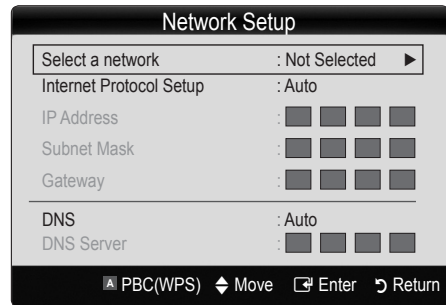 Network Setup
Select a network : Not Selected ▶
Internet Protocol Setup : Auto
IP Address :
Subnet Mask :
Gateway :
DNS : Auto
DNS Server :
A PBC(WPS) Move Enter Return